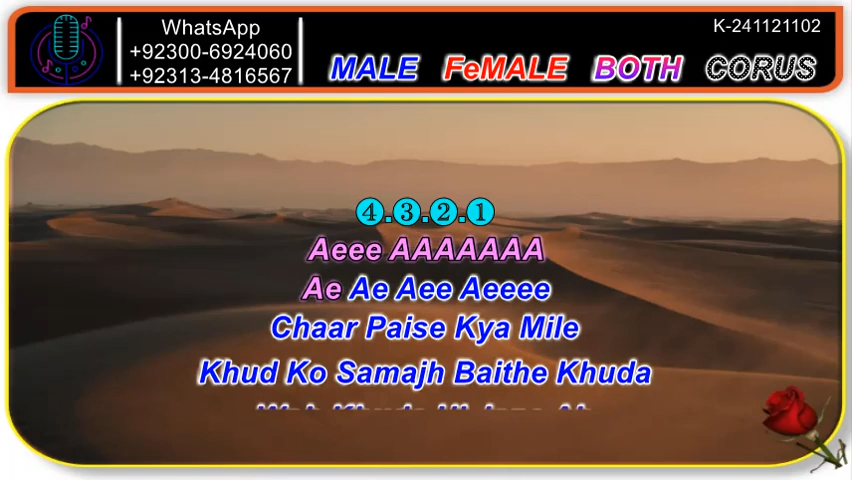 WhatsApp
+92300-6924060
+92313-4816567
K-241121102
MALE FeMALE BOTH CORUS
4.3.2.1
Aeee AAAAAAA
Ae Ae Aee Aeeee
Chaar Paise Kya Mile
Khud Ko Samajh Baithe Khuda